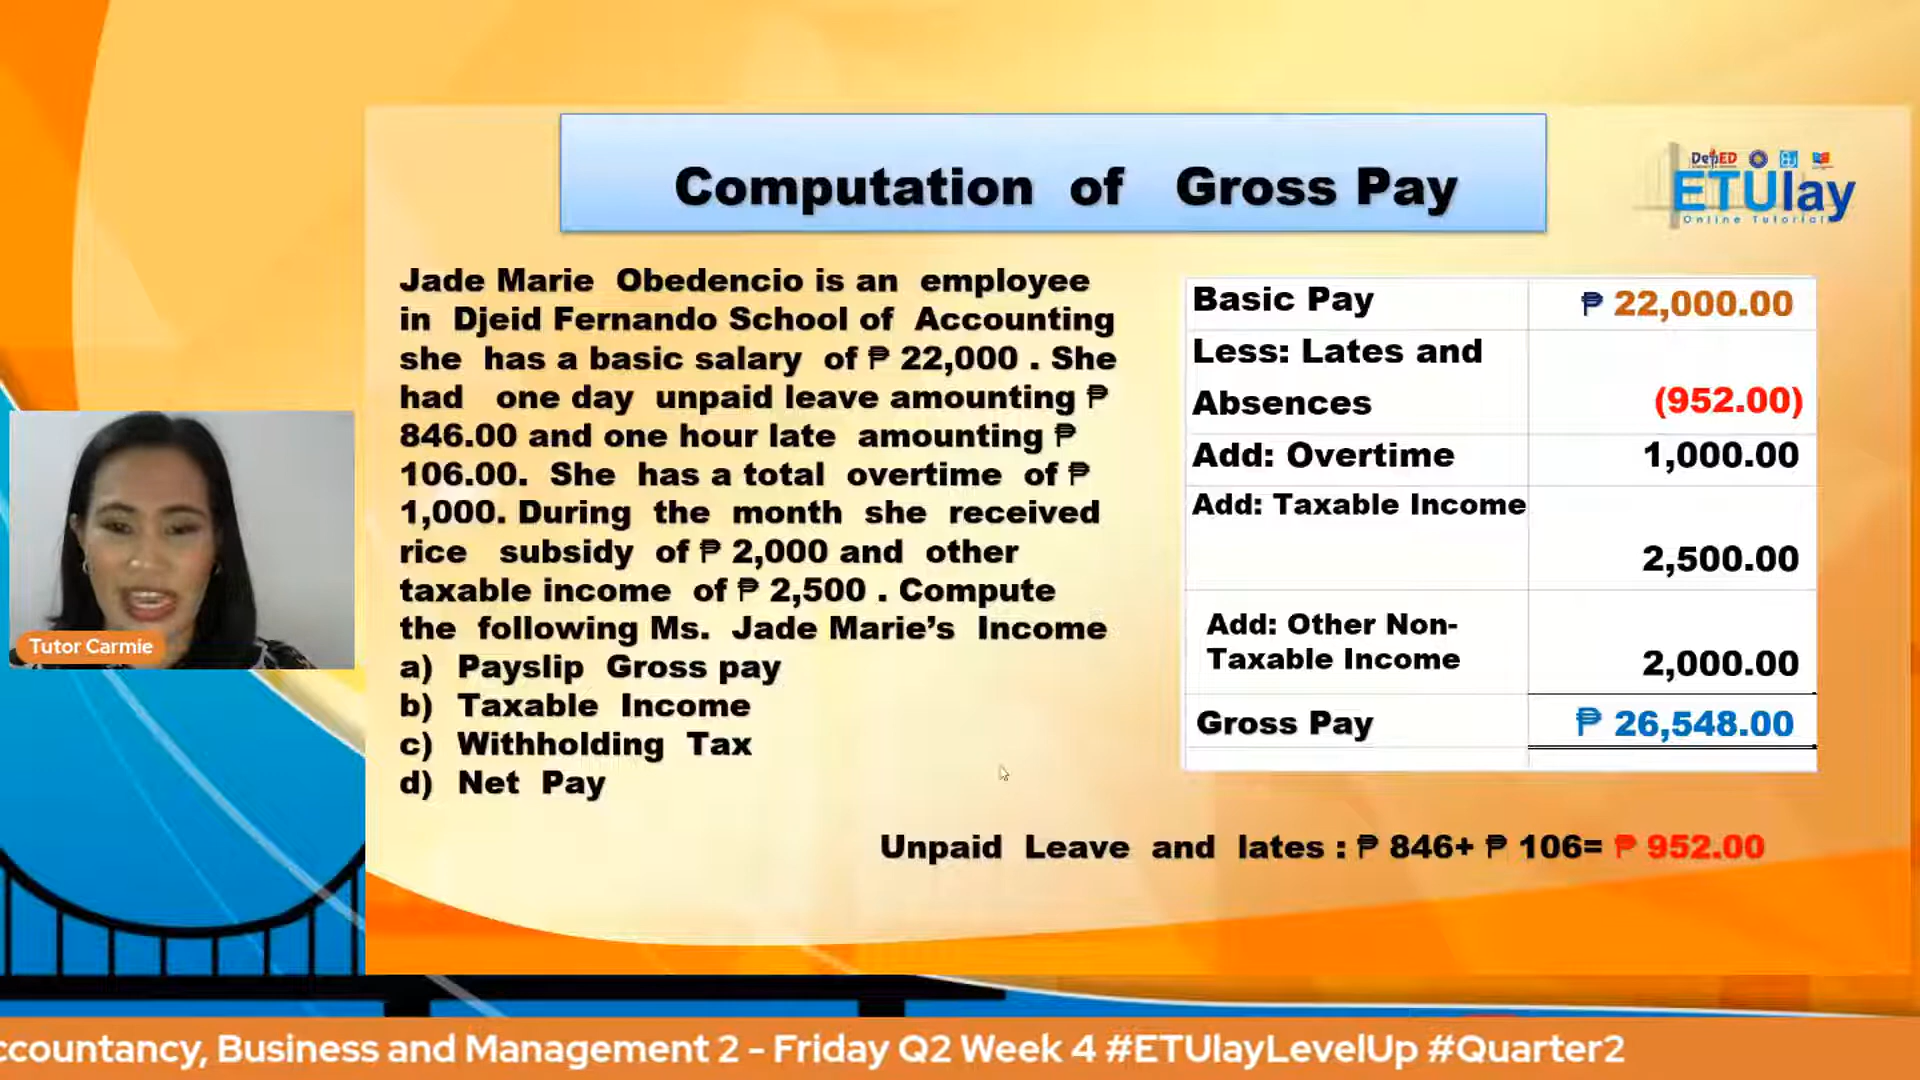 Computation of Gross Pay
DepED
ETUlay
Online Tutorial
Jade Marie Obedencio is an employee
in Djeid Fernando School of Accounting
she has a basic salary of ₱ 22,000 . She
had one day unpaid leave amounting ₱
846.00 and one hour late amounting ₱
106.00. She has a total overtime of ₱
1,000. During the month she received
rice subsidy of ₱ 2,000 and other
taxable income of ₱ 2,500 . Compute
the following Ms. Jade Marie’s Income
a) Payslip Gross pay
b) Taxable Income
c) Withholding Tax
d) Net Pay
Basic Pay ₱ 22,000.00
Less: Lates and
Absences (952.00)
Add: Overtime 1,000.00
Add: Taxable Income
2,500.00
Add: Other Non-
Taxable Income 2,000.00
Gross Pay ₱ 26,548.00
Unpaid Leave and lates : ₱ 846+ ₱ 106= ₱ 952.00
Tutor Carmie
ccountancy, Business and Management 2 - Friday Q2 Week 4 #ETUlayLevelUp #Quarter2